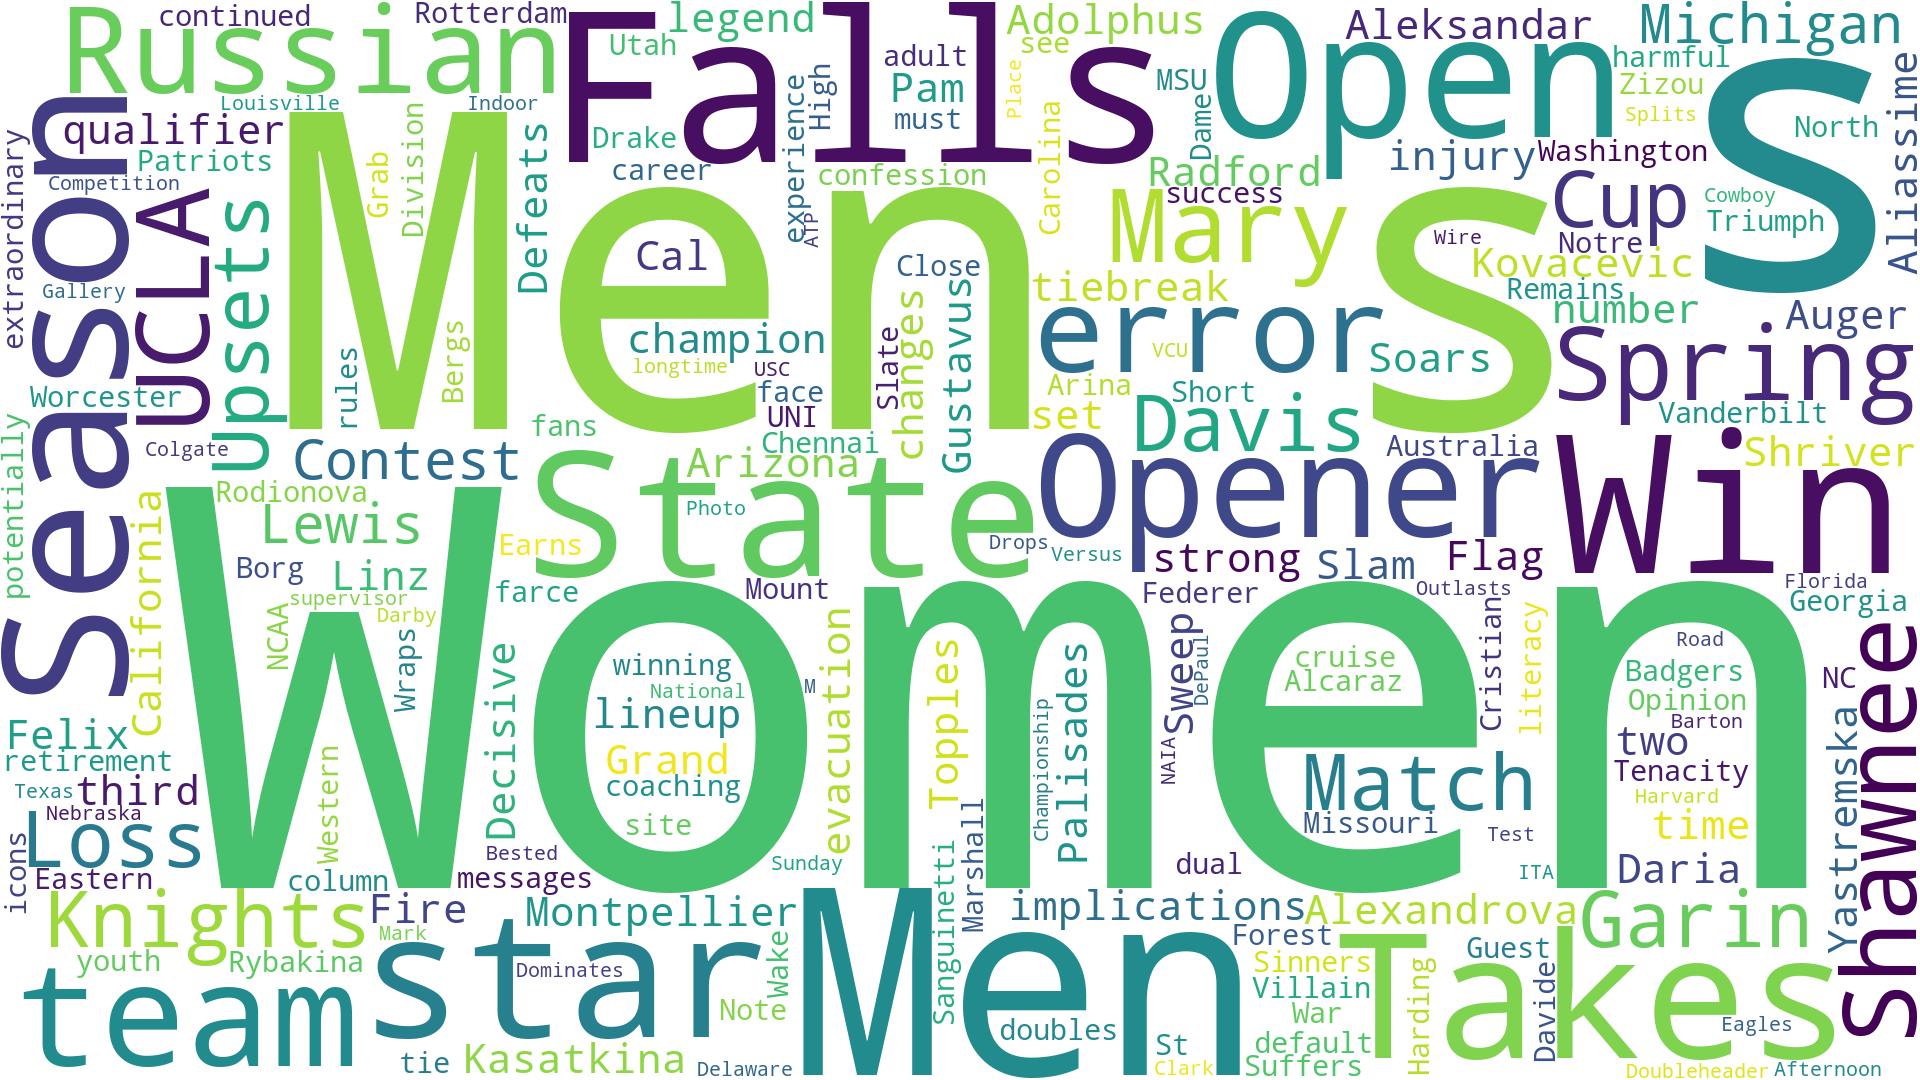 continued
Rotterdam
legend
Adolphus
Aleksandar
Michigan
Russian
Falls
Open
Utah
adult
see
harmful
Pam
MSU
Zizou
S
Louisville
Indoor
experience
High
must
Place
Dame
Splits
North
Aliassime
qualifier
Drake
Season
extraordinary
Patriots
Grab
Division
Defeats
career
confession
Carolina
Radford
injury
Washington
Competition
UCLA
Men
s
success
Cup
Cowboy
Triumph
Upsets
ATP
Mary
Wire
Notre
Cal
Close
Kovacevic
Gallery
tiebreak
Remains
number
Auger
rules
Bergs
champion
changes
Gustavus
error
Slate
VCU
Soars
Spring
longtime
USC
face
Arina
Short
Worcester
potentially
fans
UNI
set
Davis
Vanderbilt
Colgate
Contest
Chennai
Australia
Shriver
State
Arizona
Opener
Win
California
Rodionova
Photo
Lewis
Earns
Drops
Versus
strong
Slam
Flag
Borg
Linz
Women
farce
Mount
Federer
Outlasts
Florida
Georgia
supervisor
NCAA
Darby
Wraps
evacuation
Sweep
DePaul
Cristian
literacy
Road
shawnee
winning
National
M
Topples
Palisades
cruise
Alcaraz
Badgers
NC
Opinion
Decisive
lineup
Championship
Barton
Felix
Western
Grand
two
Yastremska
retirement
coaching
NAIA
Match
Tenacity
Texas
third
Harvard
Nebraska
site
Missouri
Test
time
Loss
icons
Bested
Sunday
Sanguinetti
Marshall
dual
ITA
Daria
Eastern
column
messages
Knights
Fire
Montpellier
Men
implications
Alexandrova
Garin
Mark
star
Wake
Forest
Guest
youth
Rybakina
Dominates
Sinners
Takes
team
Villain
Harding
Davide
Note
doubles
War
Eagles
tie
Kasatkina
Delaware
St
Clark
default
Suffers
Doubleheader
Afternoon